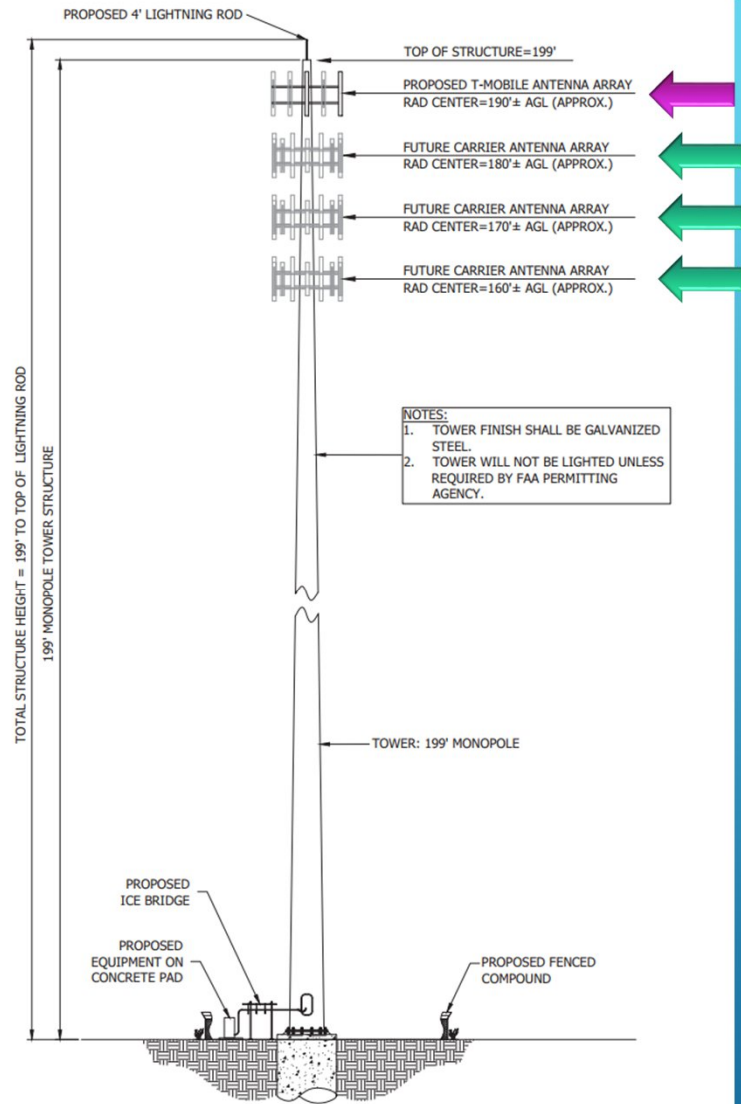 PROPOSED 4' LIGHTNING ROD
TOP OF STRUCTURE=199'
PROPOSED T-MOBILE ANTENNA ARRAY
RAD CENTER=190'± AGL (APPROX.)
FUTURE CARRIER ANTENNA ARRAY
RAD CENTER=180'± AGL (APPROX.)
FUTURE CARRIER ANTENNA ARRAY
RAD CENTER=170'± AGL (APPROX.)
FUTURE CARRIER ANTENNA ARRAY
RAD CENTER=160'± AGL (APPROX.)
TOTAL STRUCTURE HEIGHT = 199' TO TOP OF LIGHTNING ROD
199' MONOPOLE TOWER STRUCTURE
NOTES:
1. TOWER FINISH SHALL BE GALVANIZED
STEEL.
2. TOWER WILL NOT BE LIGHTED UNLESS
REQUIRED BY FAA PERMITTING
AGENCY.
TOWER: 199' MONOPOLE
PROPOSED
ICE BRIDGE
PROPOSED
EQUIPMENT ON
CONCRETE PAD
PROPOSED FENCED
COMPOUND